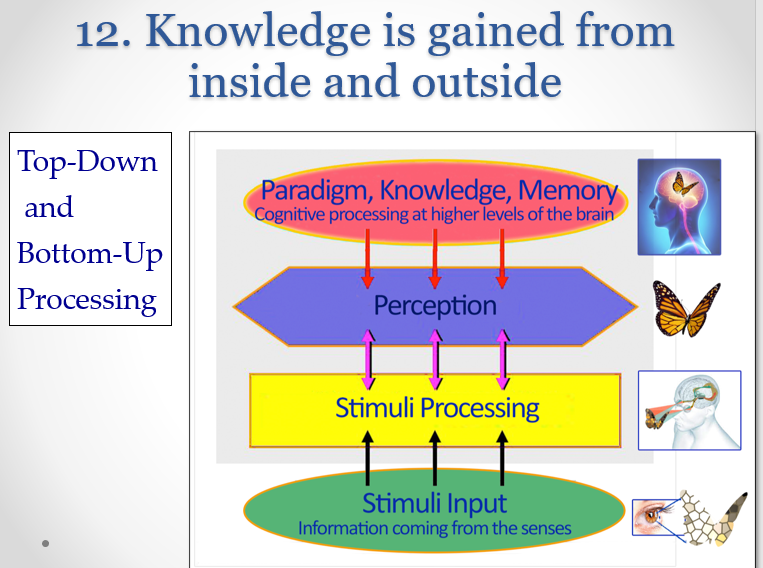 12. Knowledge is gained from
inside and outside
Top-Down
and
Bottom-Up
Processing
Paradigm, Knowledge, Memory
Cognitive processing at higher levels of the brain
Perception
Stimuli Processing
Stimuli Input
Information coming from the senses